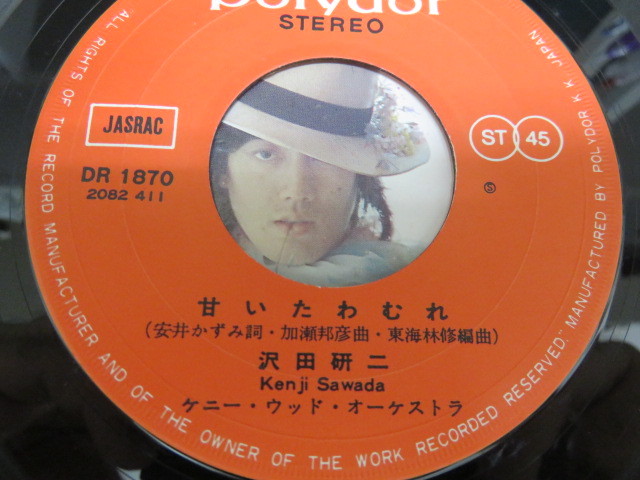 polydor
STEREO
JASRAC
DR 1870
2082 411
ST 45
Ⓢ
甘いたわむれ
(安井かずみ詞・加瀬邦彦曲・東海林修編曲)
沢田研二
Kenji Sawada
ケニー・ウッド・オーケストラ
ALL RIGHTS OF THE RECORD MANUFACTURER AND OF THE OWNER OF THE WORK RECORDED RESERVED. MANUFACTURED BY POLYDOR K.K. JAPAN